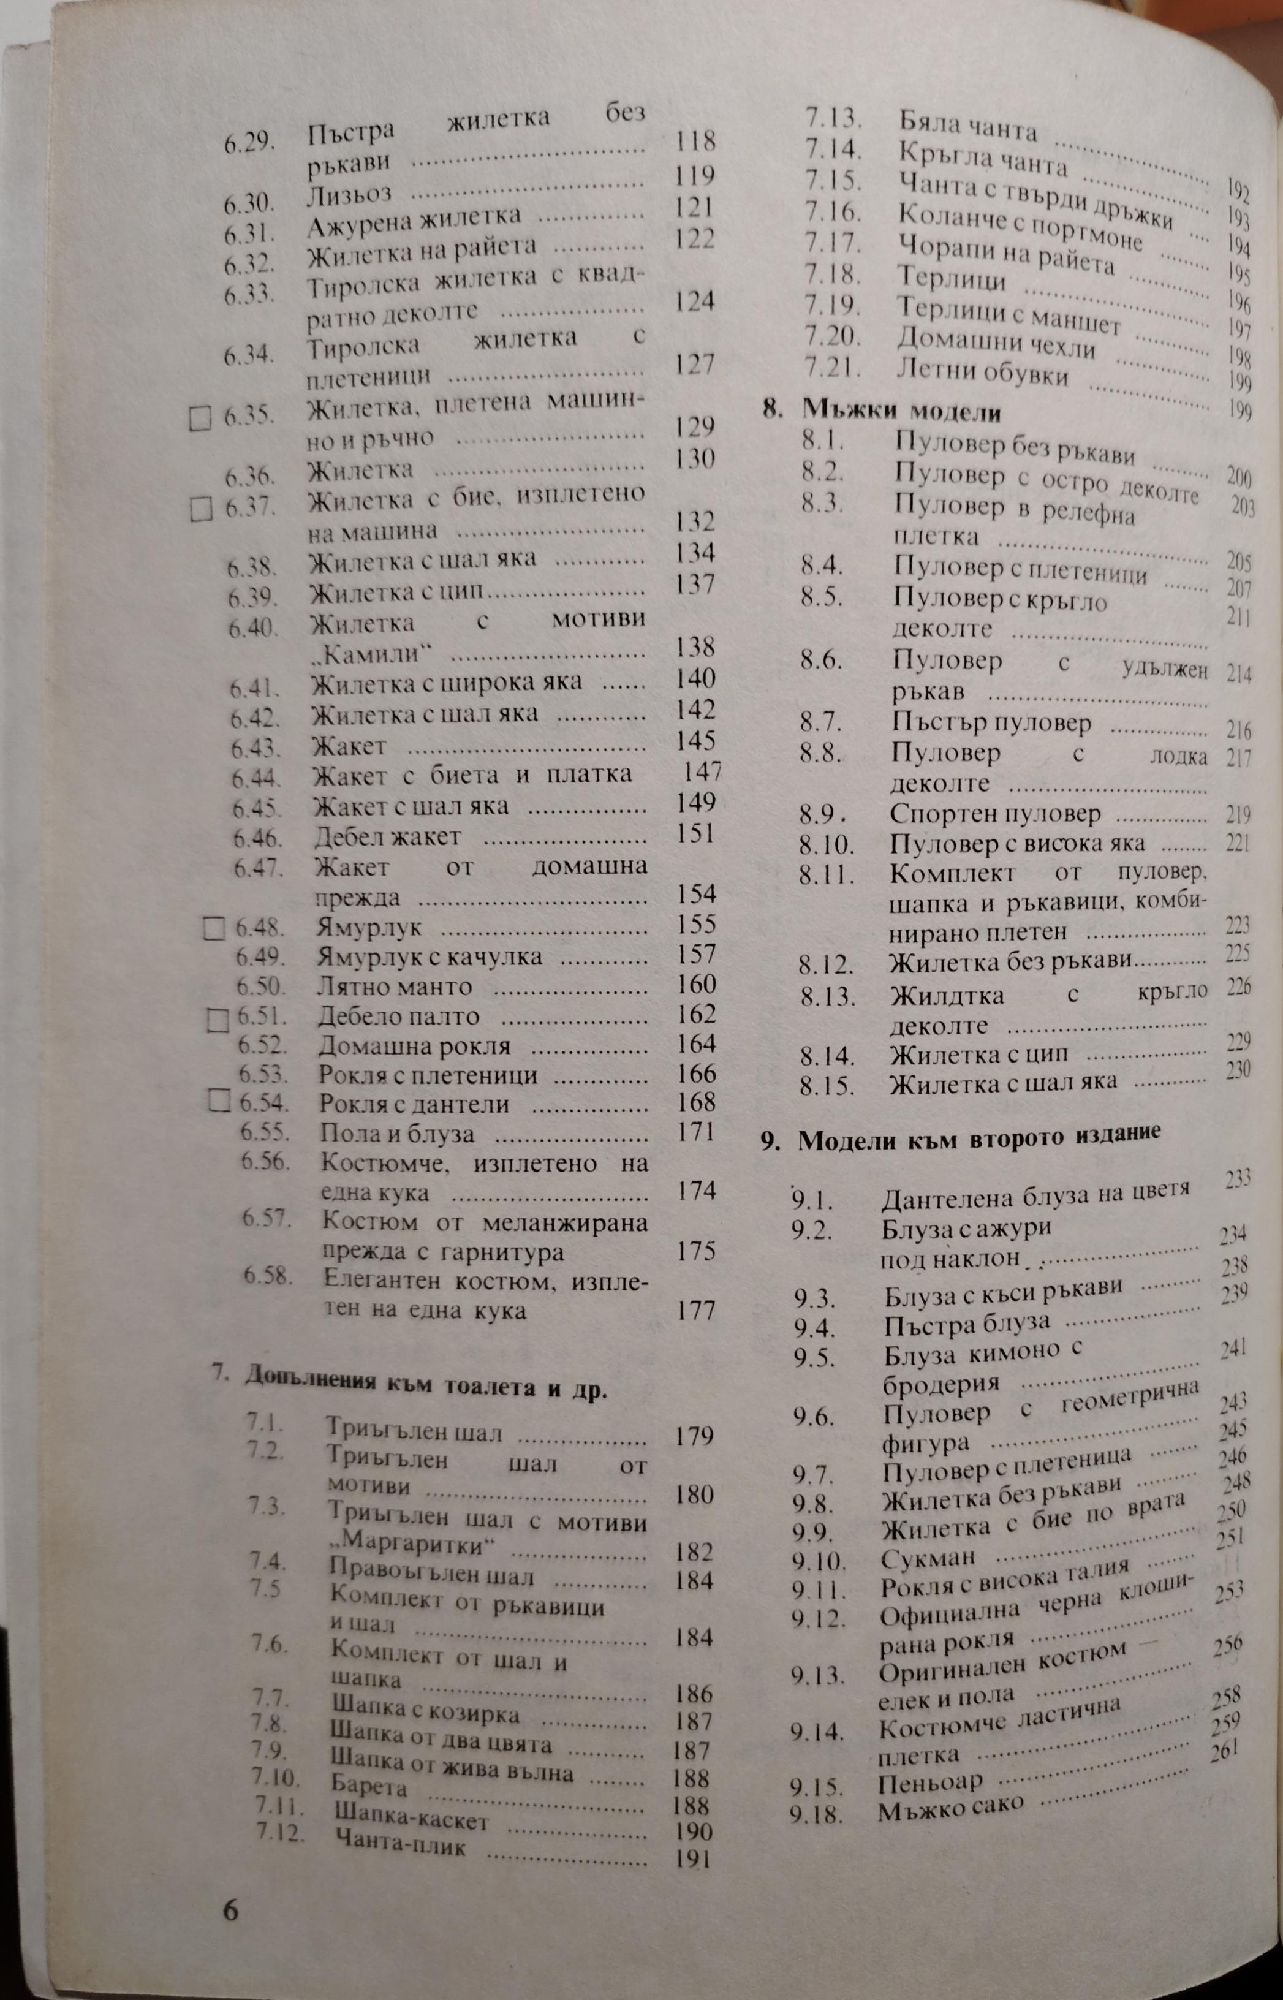 6.29. Пъстра жилетка без
ръкави ........ 118
6.30. Лизьоз ........ 119
6.31. Ажурена жилетка ........ 121
6.32. Жилетка на райета ........ 122
6.33. Тиролска жилетка с квад-
ратно деколте ........ 124
6.34. Тиролска жилетка с
плетеници ........ 127
6.35. Жилетка, плетена машин-
но и ръчно ........ 129
6.36. Жилетка ........ 130
6.37. Жилетка с бие, изплетено
на машина ........ 132
6.38. Жилетка с шал яка ........ 134
6.39. Жилетка с цип ........ 137
6.40. Жилетка с мотиви
„Камили“ ........ 138
6.41. Жилетка с широка яка ...... 140
6.42. Жилетка с шал яка ........ 142
6.43. Жакет ........ 145
6.44. Жакет с биета и платка 147
6.45. Жакет с шал яка ........ 149
6.46. Дебел жакет ........ 151
6.47. Жакет от домашна
прежда ........ 154
6.48. Ямурлук ........ 155
6.49. Ямурлук с качулка ........ 157
6.50. Лятно манто ........ 160
6.51. Дебело палто ........ 162
6.52. Домашна рокля ........ 164
6.53. Рокля с плетеници ........ 166
6.54. Рокля с дантели ........ 168
6.55. Пола и блуза ........ 171
6.56. Костюмче, изплетено на
една кука ........ 174
6.57. Костюм от меланжирана
прежда с гарнитура 175
6.58. Елегантен костюм, изпле-
тен на една кука 177
7. Допълнения към тоалета и др.
7.1. Триъгълен шал ........ 179
7.2. Триъгълен шал от
мотиви ........ 180
7.3. Триъгълен шал с мотиви
„Маргаритки“ ........ 182
7.4. Правоъгълен шал ........ 184
7.5 Комплект от ръкавици
и шал ........ 184
7.6. Комплект от шал и
шапка ........ 186
7.7. Шапка с козирка ........ 187
7.8. Шапка от два цвята ........ 187
7.9. Шапка от жива вълна ........ 188
7.10. Барета ........ 188
7.11. Шапка-каскет ........ 190
7.12. Чанта-плик ........ 191
6
7.13. Бяла чанта ........ 192
7.14. Кръгла чанта ........ 193
7.15. Чанта с твърди дръжки .... 194
7.16. Коланче с портмоне ........ 195
7.17. Чорапи на райета ........ 196
7.18. Терлици ........ 197
7.19. Терлици с маншет ........ 198
7.20. Домашни чехли ........ 199
7.21. Летни обувки ........ 199
8. Мъжки модели
8.1. Пуловер без ръкави ........ 200
8.2. Пуловер с остро деколте 203
8.3. Пуловер в релефна
плетка ........ 205
8.4. Пуловер с плетеници ........ 207
8.5. Пуловер с кръгло 211
деколте ........
8.6. Пуловер с удължен 214
ръкав ........
8.7. Пъстър пуловер ........ 216
8.8. Пуловер с лодка 217
деколте ........
8.9. Спортен пуловер ........ 219
8.10. Пуловер с висока яка ........ 221
8.11. Комплект от пуловер,
шапка и ръкавици, комби-
нирано плетен ........ 223
8.12. Жилетка без ръкави ........ 225
8.13. Жилдтка с кръгло 226
деколте ........
8.14. Жилетка с цип ........ 229
8.15. Жилетка с шал яка ........ 230
9. Модели към второто издание
9.1. Дантелена блуза на цветя 233
9.2. Блуза с ажури
под наклон ........ 234
9.3. Блуза с къси ръкави ........ 238
9.4. Пъстра блуза ........ 239
9.5. Блуза кимоно с
бродерия ........ 241
9.6. Пуловер с геометрична
фигура ........ 243
9.7. Пуловер с плетеница ........ 245
9.8. Жилетка без ръкави ........ 246
9.9. Жилетка с бие по врата 248
9.10. Сукман ........ 250
9.11. Рокля с висока талия ........ 251
9.12. Официална черна клоши-
рана рокля ........ 253
9.13. Оригинален костюм —
елек и пола ........ 256
9.14. Костюмче ластична
плетка ........ 258
9.15. Пеньоар ........ 259
9.18. Мъжко сако ........ 261